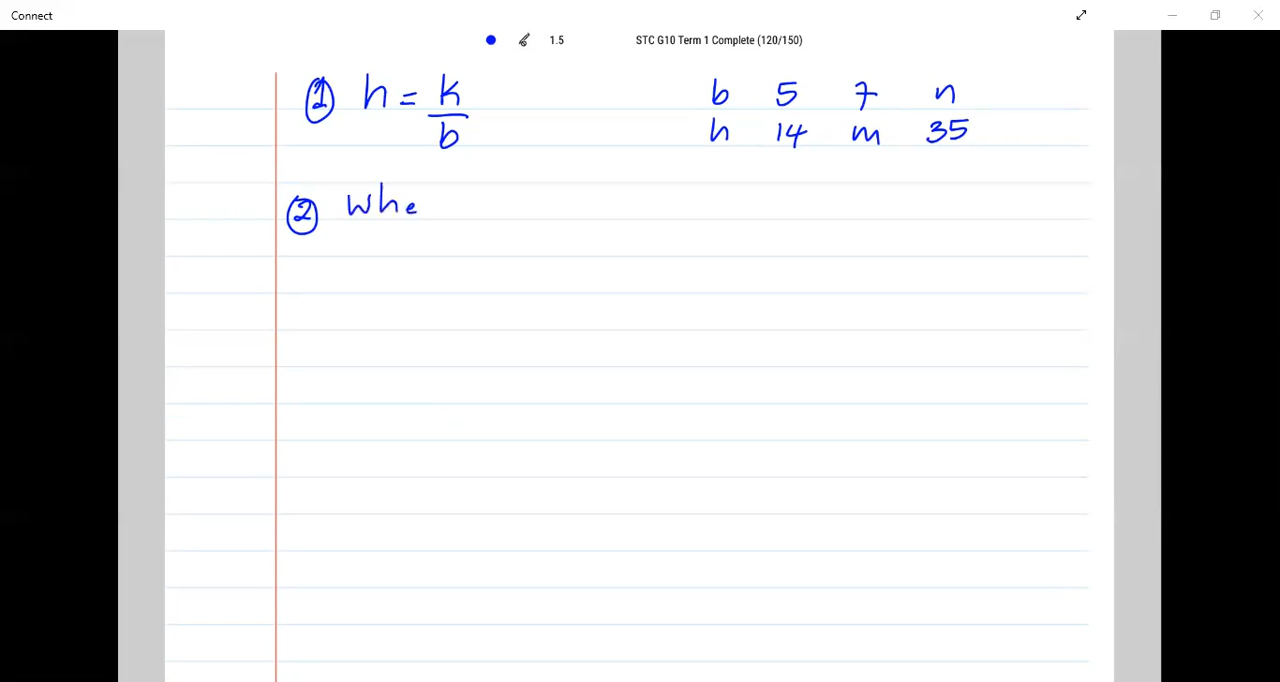 Connect
1.5 STC G10 Term 1 Complete (120/150)
① h = k/b
b 5 7 n
h 14 m 35
② whe